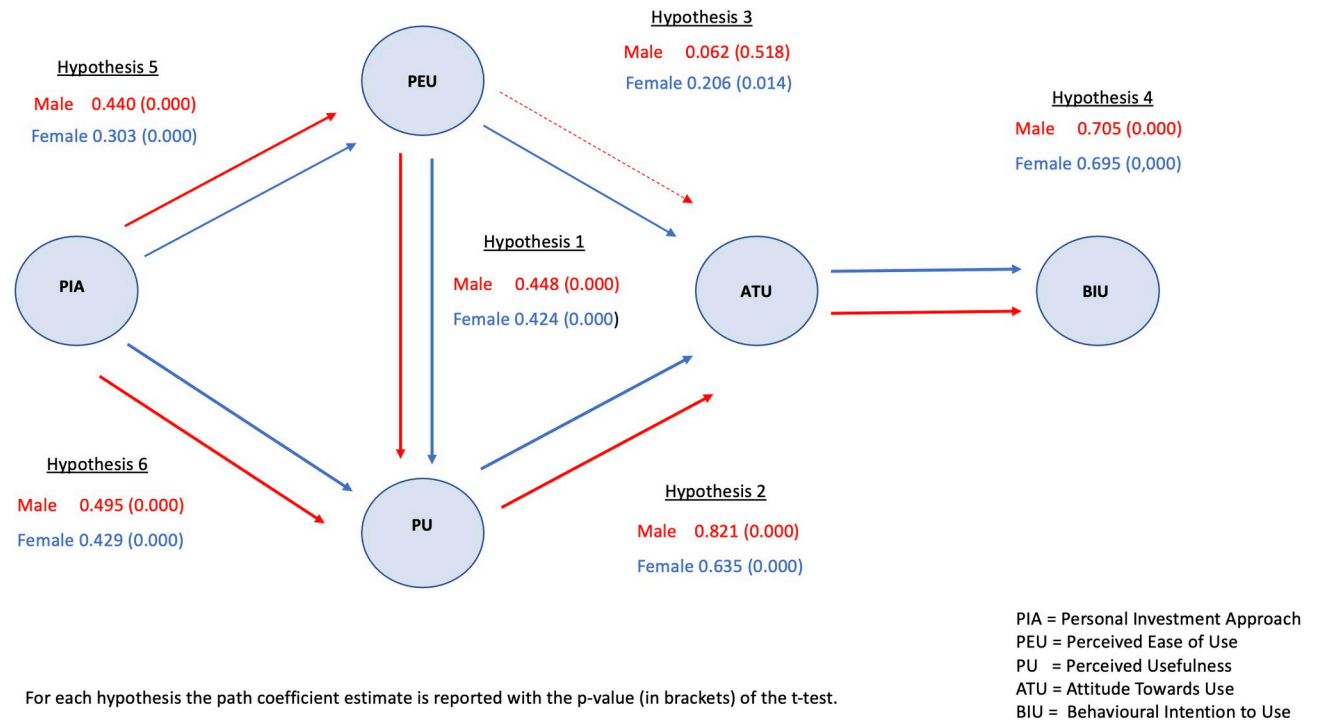 Hypothesis 3
Male 0.062 (0.518)
Female 0.206 (0.014)
Hypothesis 5
Male 0.440 (0.000)
Female 0.303 (0.000)
PEU
Hypothesis 4
Male 0.705 (0.000)
Female 0.695 (0,000)
Hypothesis 1
Male 0.448 (0.000)
Female 0.424 (0.000)
PIA
ATU
BIU
Hypothesis 6
Male 0.495 (0.000)
Female 0.429 (0.000)
PU
Hypothesis 2
Male 0.821 (0.000)
Female 0.635 (0.000)
PIA = Personal Investment Approach
PEU = Perceived Ease of Use
PU = Perceived Usefulness
ATU = Attitude Towards Use
BIU = Behavioural Intention to Use
For each hypothesis the path coefficient estimate is reported with the p-value (in brackets) of the t-test.